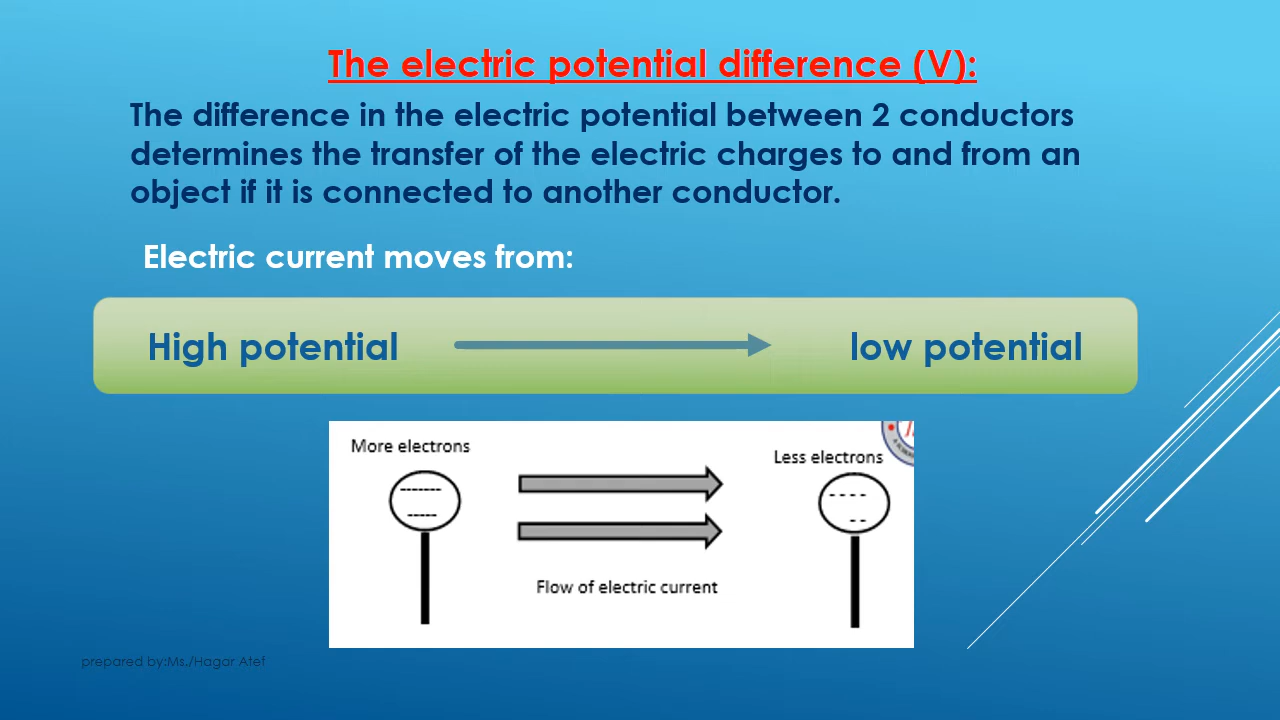 The electric potential difference (V):
The difference in the electric potential between 2 conductors
determines the transfer of the electric charges to and from an
object if it is connected to another conductor.
Electric current moves from:
High potential low potential
More electrons
Less electrons
Flow of electric current
prepared by:Ms./Hagar Atef